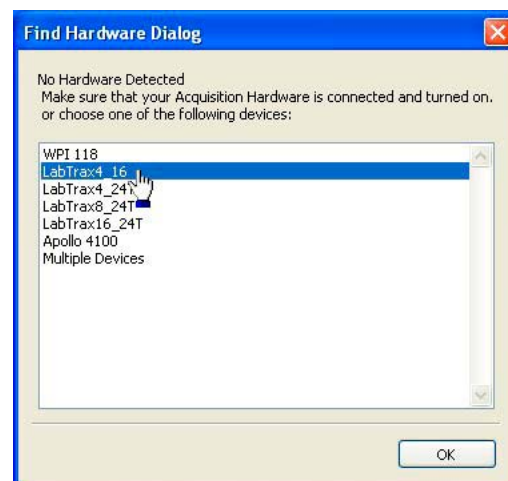 Find Hardware Dialog
No Hardware Detected
Make sure that your Acquisition Hardware is connected and turned on.
or choose one of the following devices:
WPI 118
LabTrax4_16
LabTrax4_24T
LabTrax8_24T
LabTrax16_24T
Apollo 4100
Multiple Devices
OK